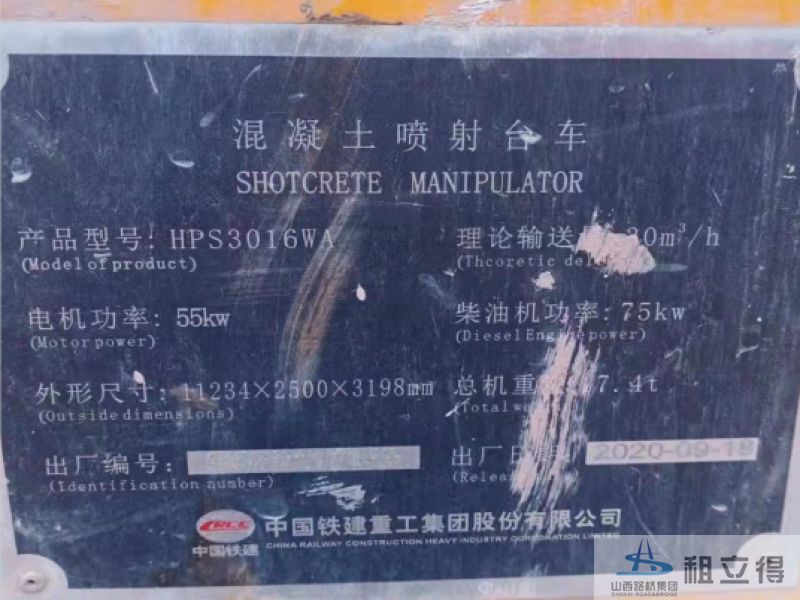 混凝土喷射台车
SHOTCRETE MANIPULATOR
产品型号: HPS3016WA
(Model of product)
理论输送 30m³/h
(Thcoretic
电机功率: 55kw
(Motor power)
柴油机功率: 75kw
(Diesel Engine power)
外形尺寸: 11234×2500×3198mm
(Outside dimensions)
总机重 7.4t
(Total
出厂编号:
(Identification number)
出厂日期: 2020-09-18
中国铁建重工集团股份有限公司
CHINA RAILWAY CONSTRUCTION HEAVY INDUSTRY CORPORATION LIMITED
CRCC
中国铁建
山西路桥集团
SHANXI ROAD&BRIDGE
租立得